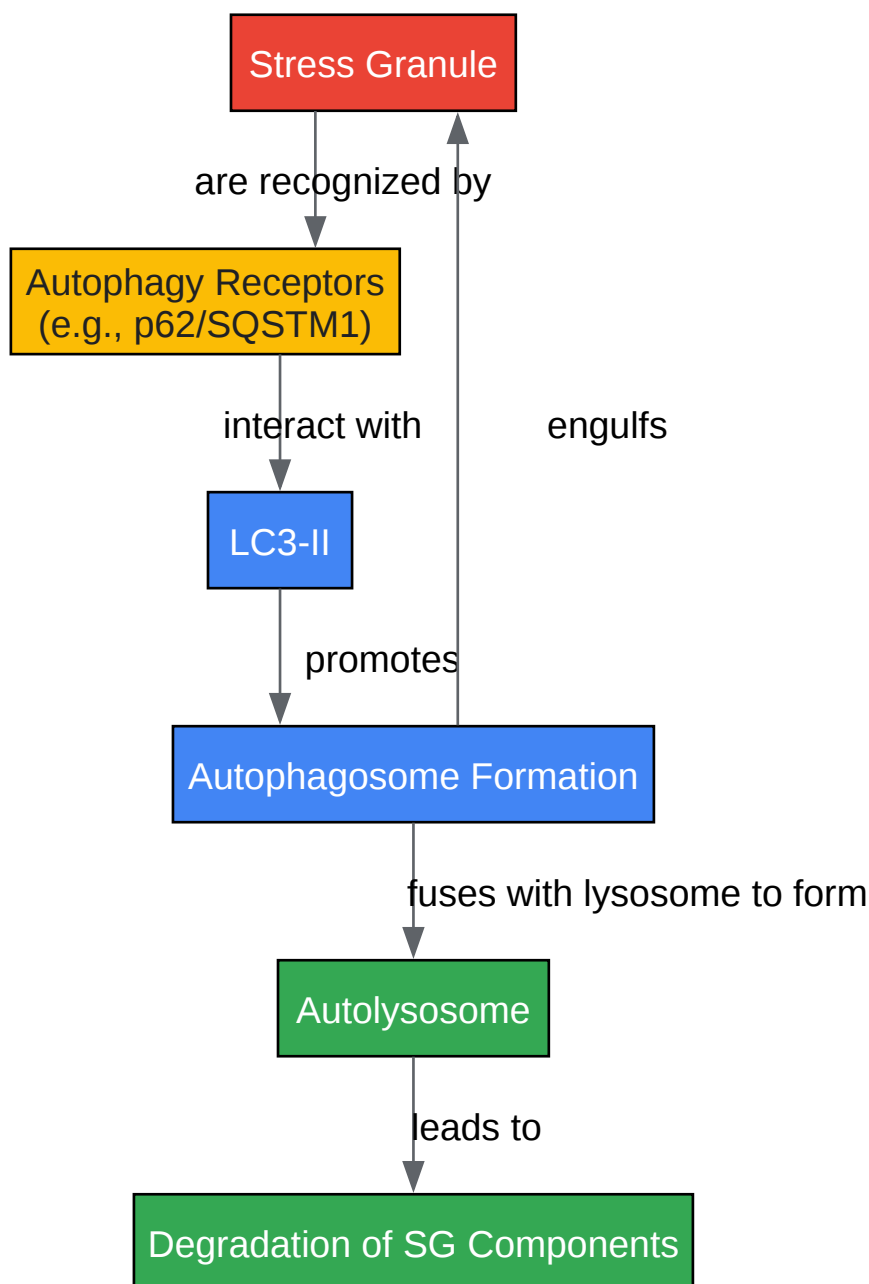 Stress Granule
are recognized by
Autophagy Receptors
(e.g., p62/SQSTM1)
interact with
engulfs
LC3-II
promotes
Autophagosome Formation
fuses with lysosome to form
Autolysosome
leads to
Degradation of SG Components